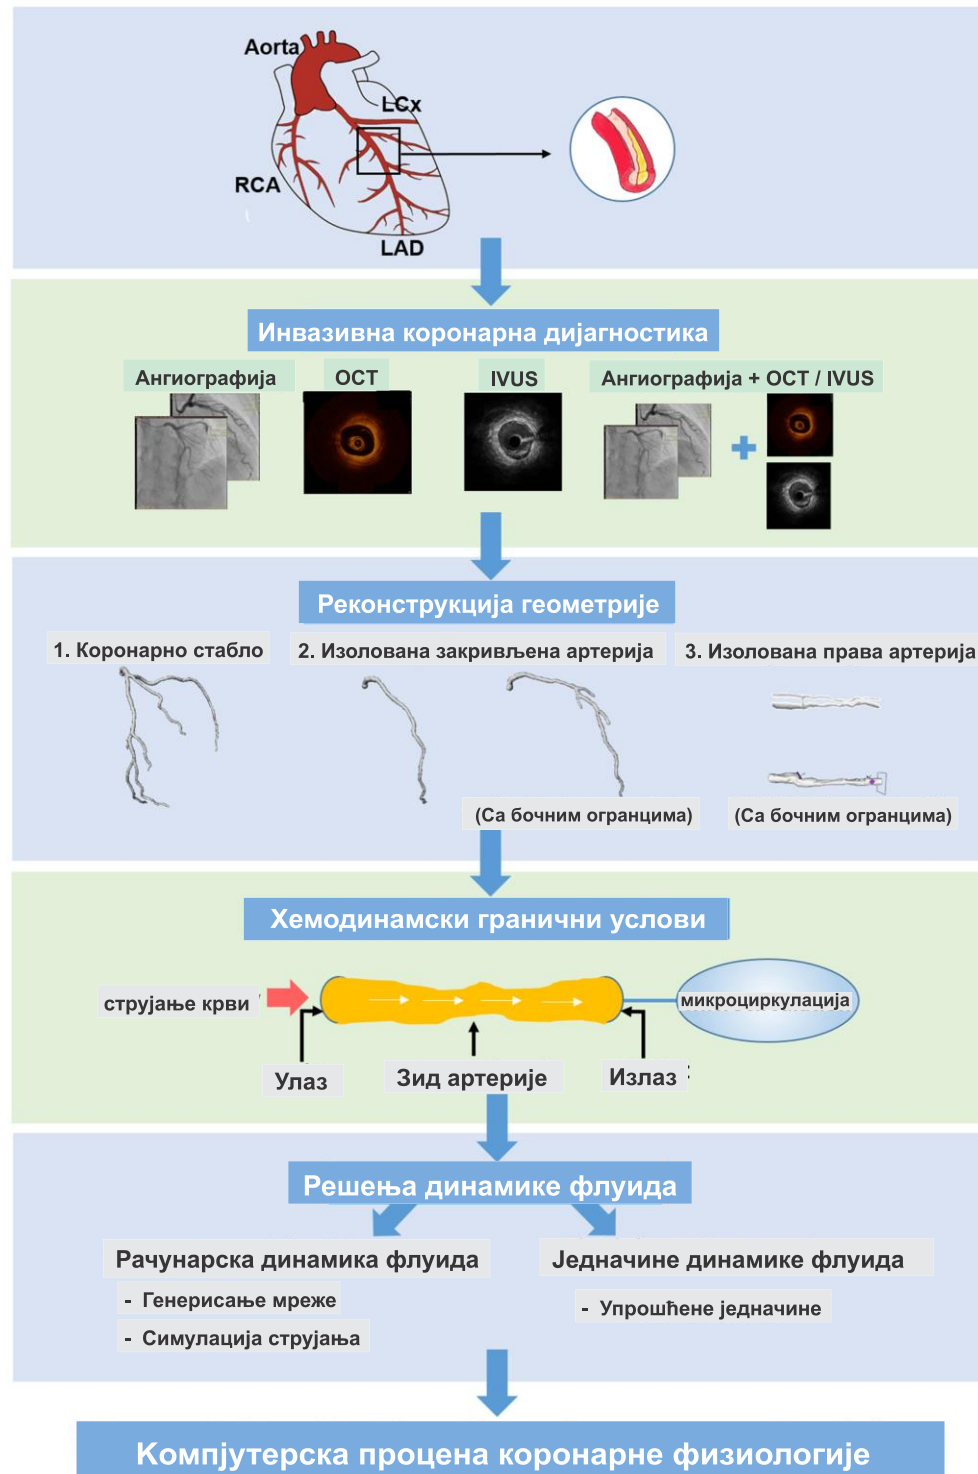 Aorta
LCx
RCA
LAD
Инвазивна коронарна дијагностика
Ангиографија
OCT
IVUS
Ангиографија + OCT / IVUS
Реконструкција геометрије
1. Коронарно стабло
2. Изолована закривљена артерија
3. Изолована права артерија
(Са бочним огранцима)
(Са бочним огранцима)
Хемодинамски гранични услови
струјање крви
микроциркулација
Улаз
Зид артерије
Излаз
Решења динамике флуида
Рачунарска динамика флуида
Једначине динамике флуида
- Генерисање мреже
- Упрошћене једначине
- Симулација струјања
Компјутерска процена коронарне физиологије